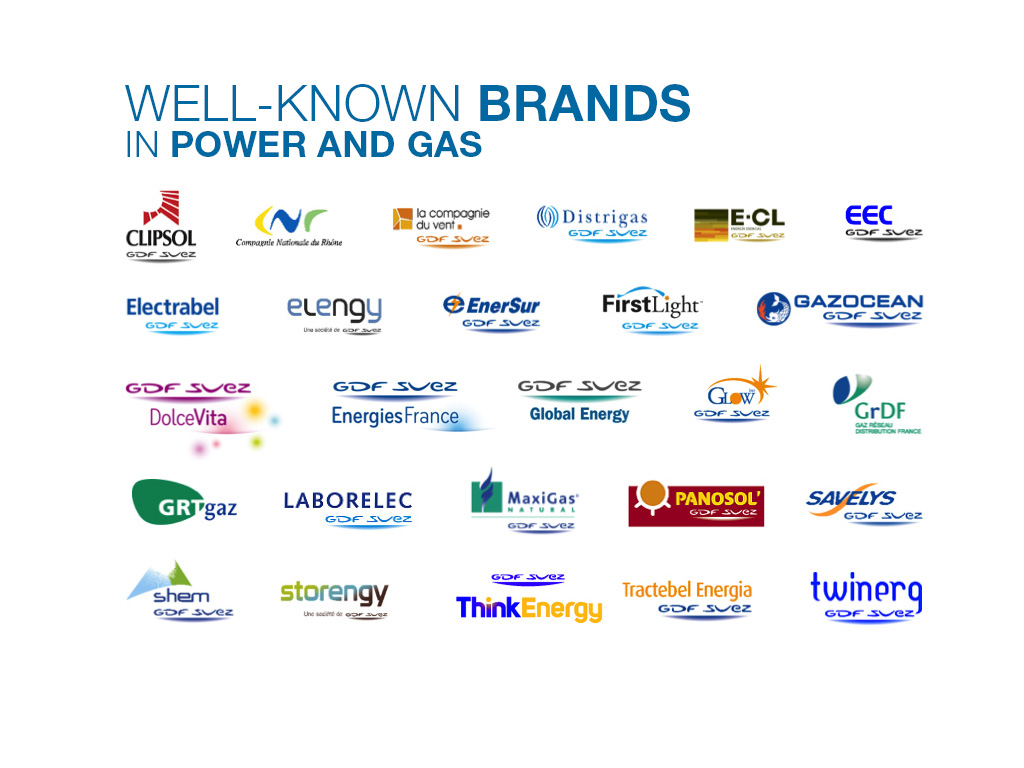 WELL-KNOWN BRANDS
IN POWER AND GAS
CLIPSOL
GDF SUEZ
CNR
Compagnie Nationale du Rhône
la compagnie
du vent
GDF SUEZ
Distrigas
GDF SUEZ
E·CL
ENERGÍA ESENCIAL
GDF SUEZ
EEC
GDF SUEZ
Electrabel
GDF SUEZ
eLengy
Une société de GDF SUEZ
EnerSur
GDF SUEZ
FirstLight™
GDF SUEZ
GAZOCEAN
GDF SUEZ
GDF SUEZ
DolceVita
GDF SUEZ
EnergiesFrance
GDF SUEZ
Global Energy
GLOW
GDF SUEZ
GrDF
GAZ RÉSEAU
DISTRIBUTION FRANCE
GRTgaz
LABORELEC
GDF SUEZ
MaxiGas®
NATURAL
GDF SUEZ
PANOSOL'
GDF SUEZ
SAVELYS
GDF SUEZ
shem
GDF SUEZ
storengy
Une société de GDF SUEZ
GDF SUEZ
ThinkEnergy
Tractebel Energia
GDF SUEZ
twinerg
GDF SUEZ